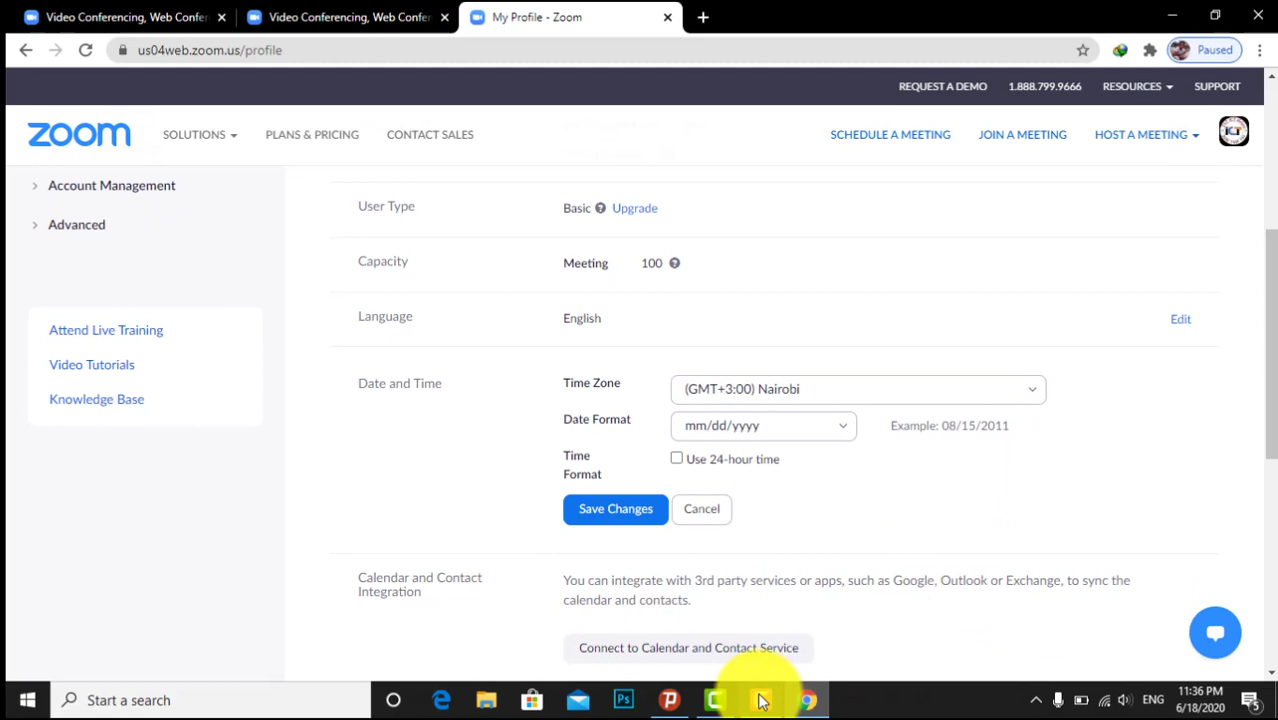 Video Conferencing, Web Confer
Video Conferencing, Web Confer
My Profile - Zoom
us04web.zoom.us/profile
Paused
REQUEST A DEMO
1.888.799.9666
RESOURCES
SUPPORT
zoom
SOLUTIONS
PLANS & PRICING
CONTACT SALES
SCHEDULE A MEETING
JOIN A MEETING
HOST A MEETING
ICT
Account Management
Advanced
Attend Live Training
Video Tutorials
Knowledge Base
User Type
Basic
Upgrade
Capacity
Meeting
100
Language
English
Edit
Date and Time
Time Zone
(GMT+3:00) Nairobi
Date Format
mm/dd/yyyy
Example: 08/15/2011
Time
Format
Use 24-hour time
Save Changes
Cancel
Calendar and Contact
Integration
You can integrate with 3rd party services or apps, such as Google, Outlook or Exchange, to sync the
calendar and contacts.
Connect to Calendar and Contact Service
Start a search
Ps
ENG
11:36 PM
6/18/2020
5